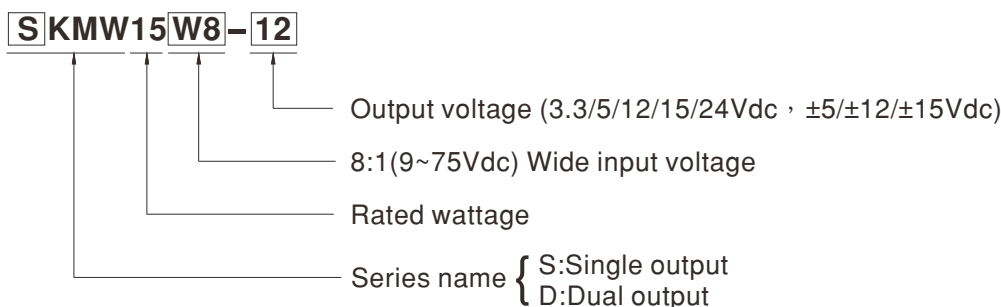 SKMW15W8-12
Output voltage (3.3/5/12/15/24Vdc，±5/±12/±15Vdc)
8:1(9~75Vdc) Wide input voltage
Rated wattage
Series name { S:Single output
D:Dual output